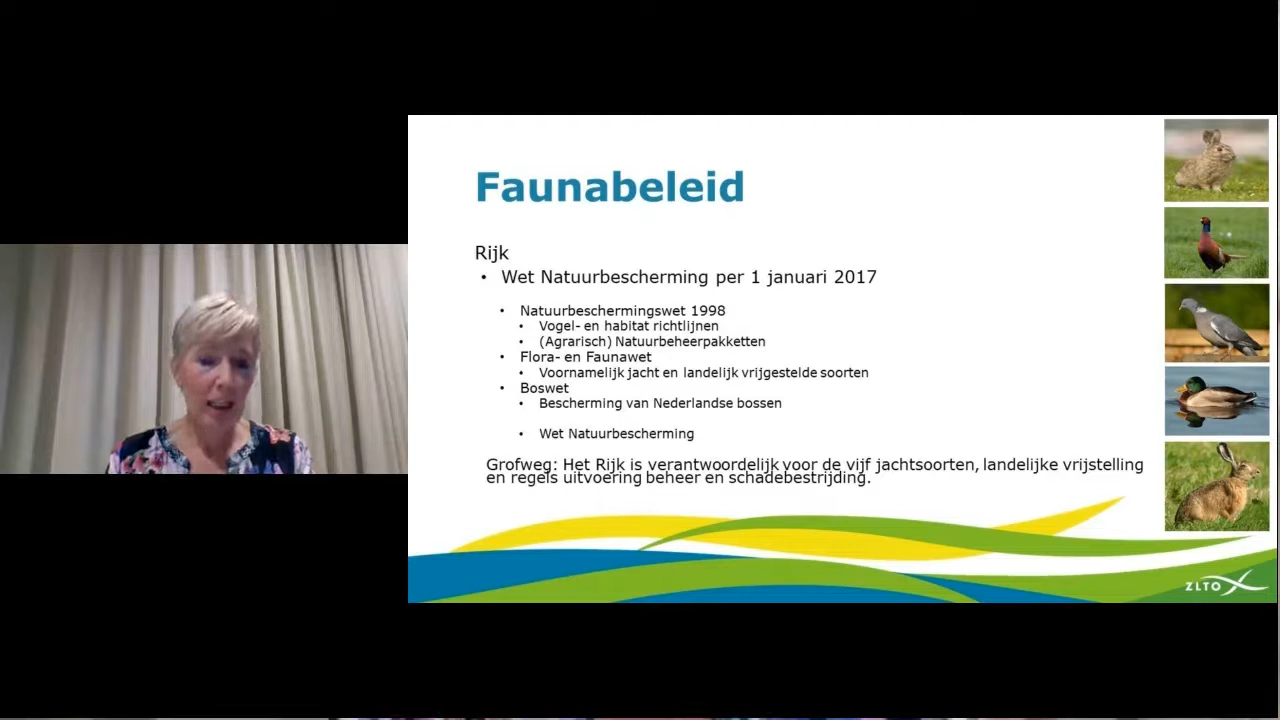 Faunabeleid
Rijk
• Wet Natuurbescherming per 1 januari 2017
• Natuurbeschermingswet 1998
• Vogel- en habitat richtlijnen
• (Agrarisch) Natuurbeheerpakketten
• Flora- en Faunawet
• Voornamelijk jacht en landelijk vrijgestelde soorten
• Boswet
• Bescherming van Nederlandse bossen
• Wet Natuurbescherming
Grofweg: Het Rijk is verantwoordelijk voor de vijf jachtsoorten, landelijke vrijstelling
en regels uitvoering beheer en schadebestrijding.
ZLTO